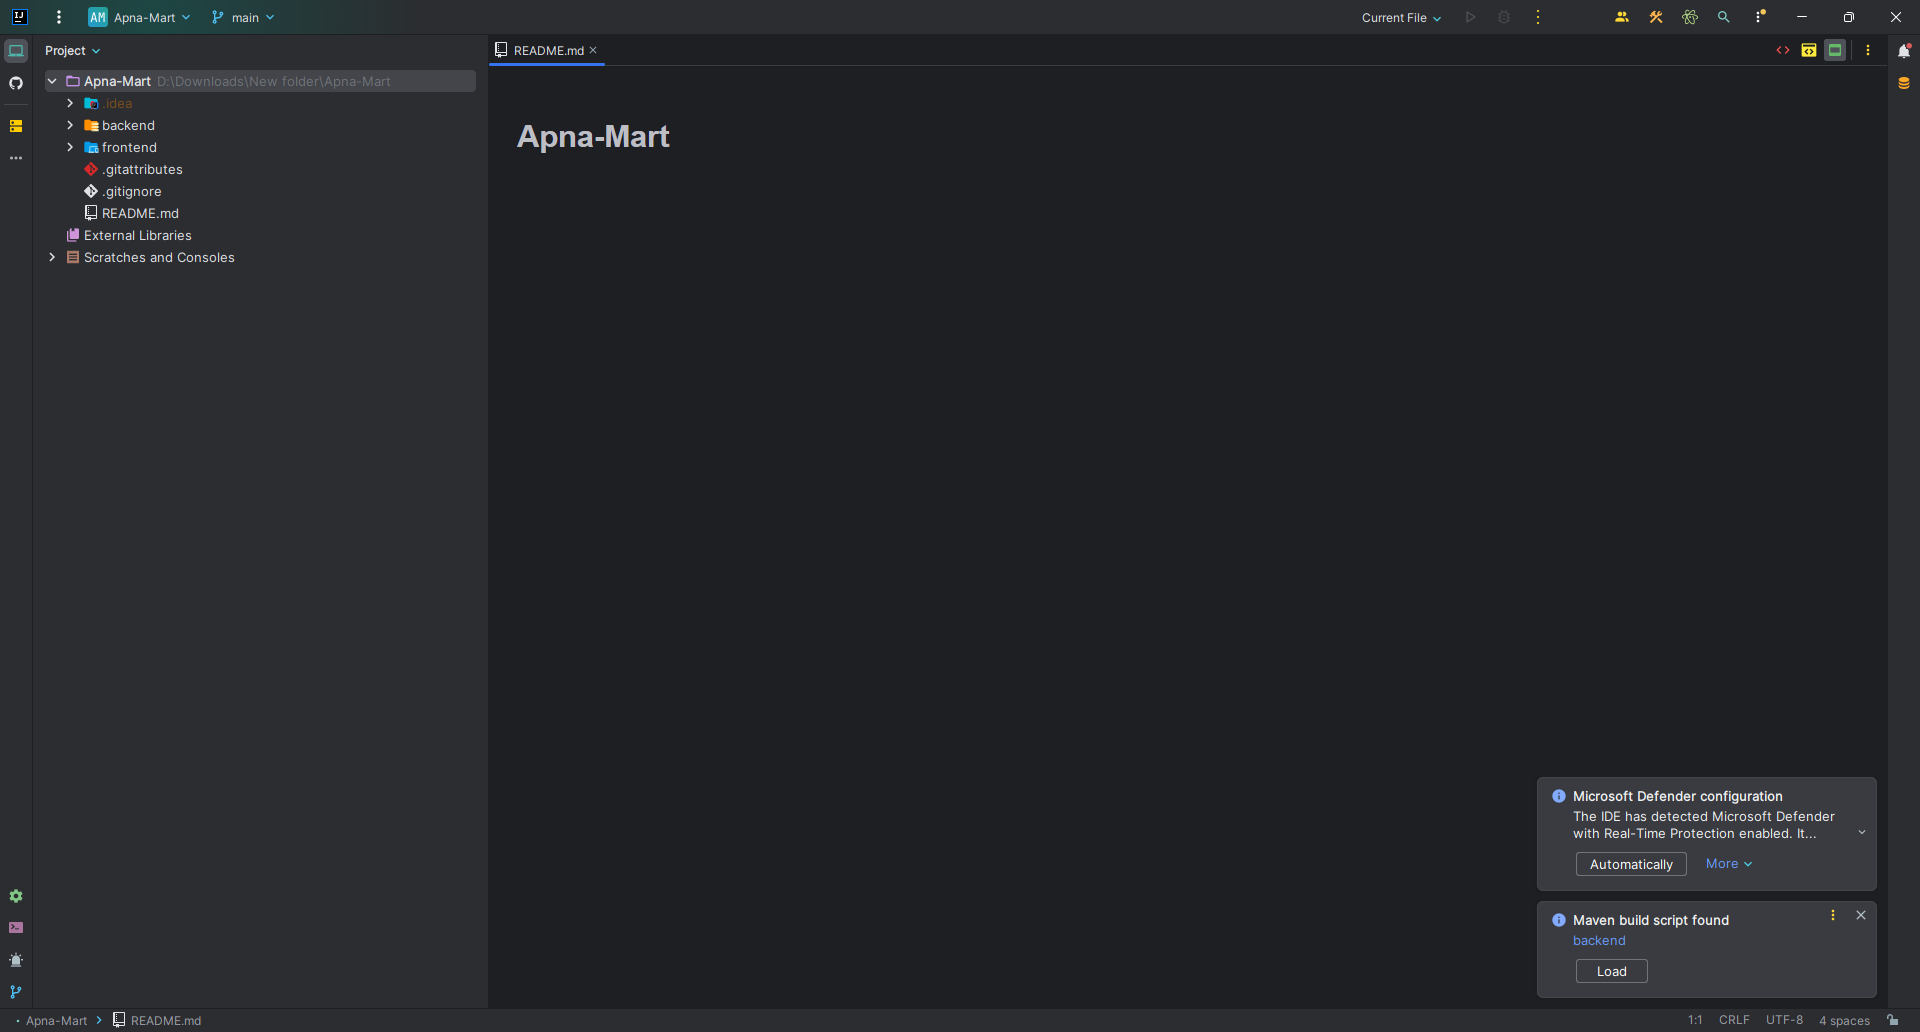 AM Apna-Mart main Current File
Project
README.md
Apna-Mart D:\Downloads\New folder\Apna-Mart
.idea
backend
frontend
.gitattributes
.gitignore
README.md
External Libraries
Scratches and Consoles
Apna-Mart
Microsoft Defender configuration
The IDE has detected Microsoft Defender
with Real-Time Protection enabled. It...
Automatically More
Maven build script found
backend
Load
Apna-Mart README.md
1:1 CRLF UTF-8 4 spaces